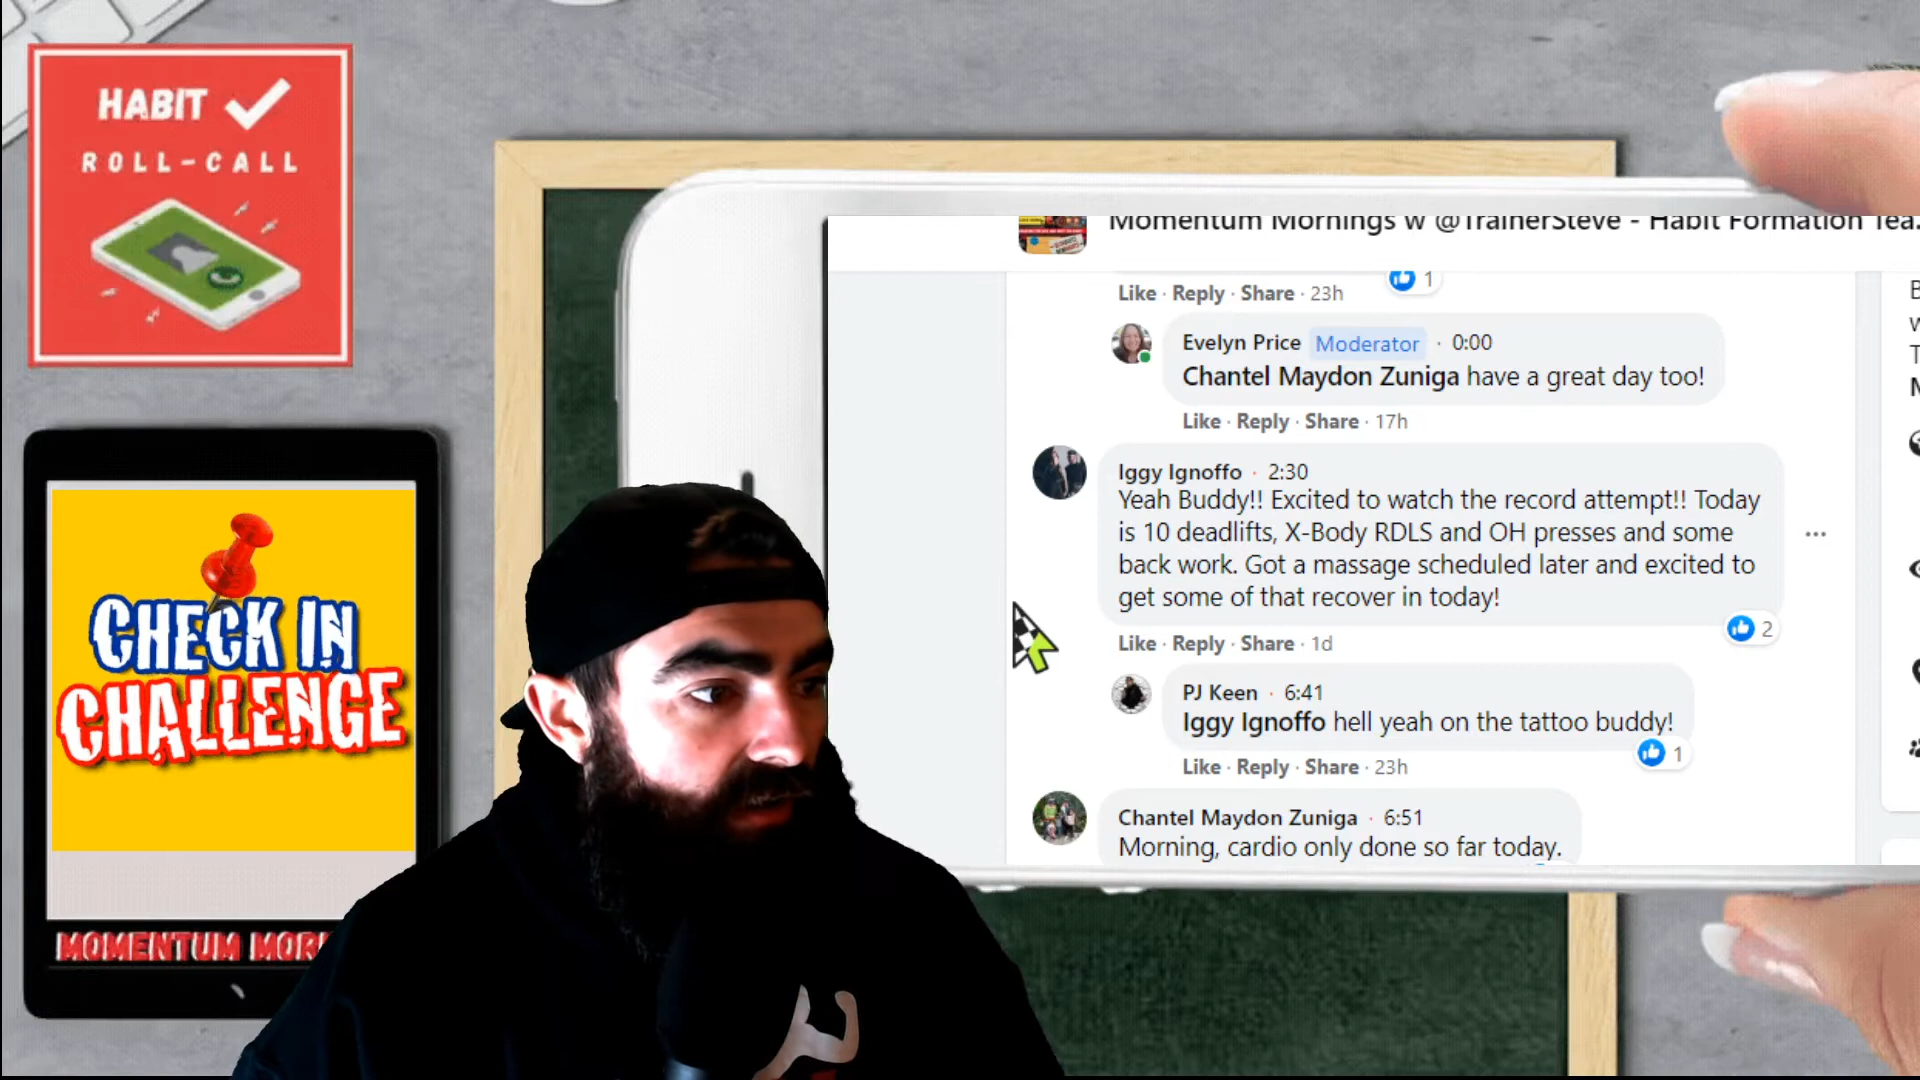 HABIT
ROLL-CALL
CHECK IN
CHALLENGE
MOMENTUM
Momentum Mornings w @TrainerSteve - Habit Formation Tea...
Like · Reply · Share · 23h
1
Evelyn Price Moderator · 0:00
Chantel Maydon Zuniga have a great day too!
Like · Reply · Share · 17h
Iggy Ignoffo · 2:30
Yeah Buddy!! Excited to watch the record attempt!! Today
is 10 deadlifts, X-Body RDLS and OH presses and some
back work. Got a massage scheduled later and excited to
get some of that recover in today!
2
Like · Reply · Share · 1d
PJ Keen · 6:41
Iggy Ignoffo hell yeah on the tattoo buddy!
1
Like · Reply · Share · 23h
Chantel Maydon Zuniga · 6:51
Morning, cardio only done so far today.